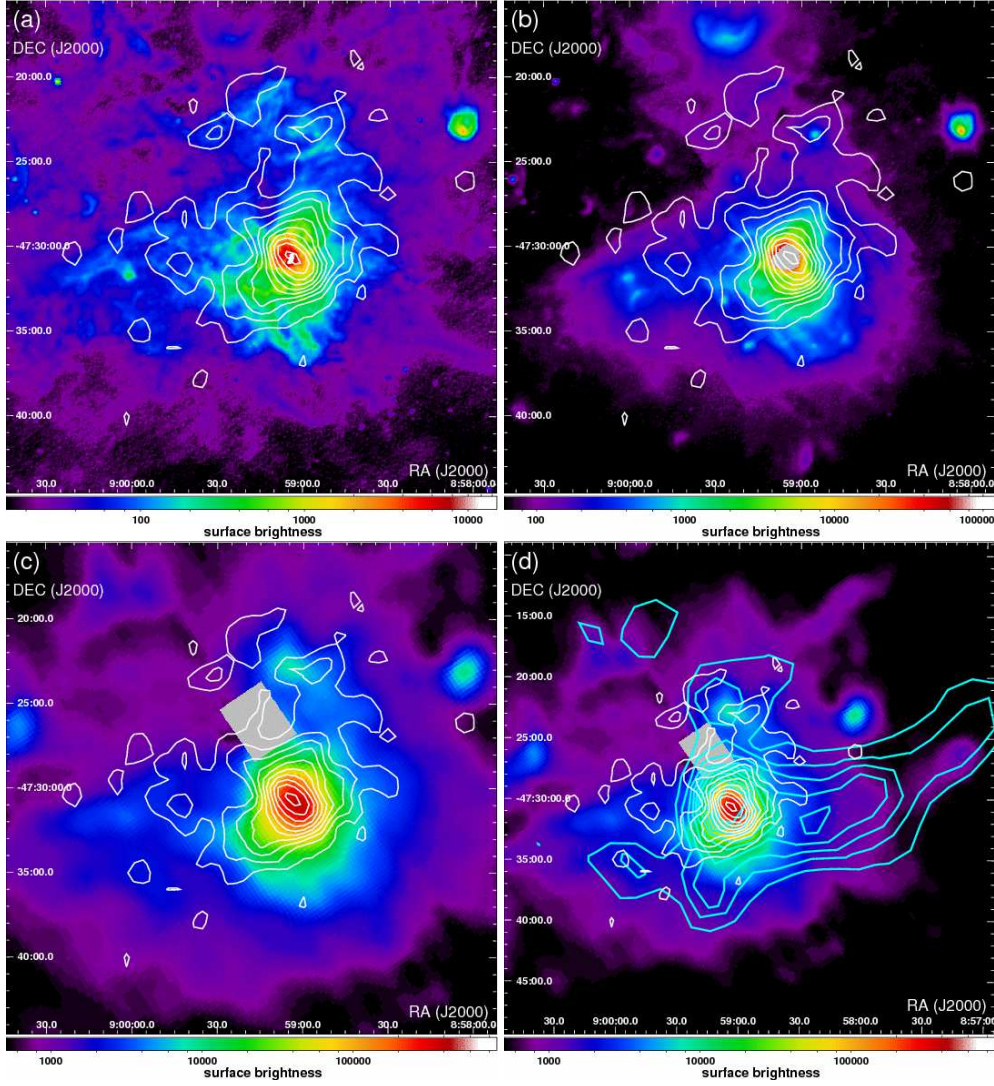 (a)
DEC (J2000)
20:00.0
25:00.0
-47:30:00.0
35:00.0
40:00.0
RA (J2000)
30.0 9:00:00.0 30.0 59:00.0 30.0 8:58:00.0
100 1000 10000
surface brightness
(b)
DEC (J2000)
20:00.0
25:00.0
-47:30:00.0
35:00.0
40:00.0
RA (J2000)
30.0 9:00:00.0 30.0 59:00.0 30.0 8:58:00.0
100 1000 10000 100000
surface brightness
(c)
DEC (J2000)
20:00.0
25:00.0
-47:30:00.0
35:00.0
40:00.0
RA (J2000)
30.0 9:00:00.0 30.0 59:00.0 30.0 8:58:00.0
1000 10000 100000
surface brightness
(d)
DEC (J2000)
15:00.0
20:00.0
25:00.0
-47:30:00.0
35:00.0
40:00.0
45:00.0
RA (J2000)
30.0 9:00:00.0 30.0 59:00.0 30.0 58:00.0 30.0 8:57:00.0
1000 10000 100000
surface brightness